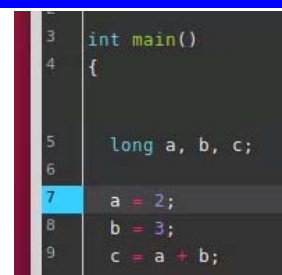 3 int main()
4 {
5 long a, b, c;
6
7 a = 2;
8 b = 3;
9 c = a + b;